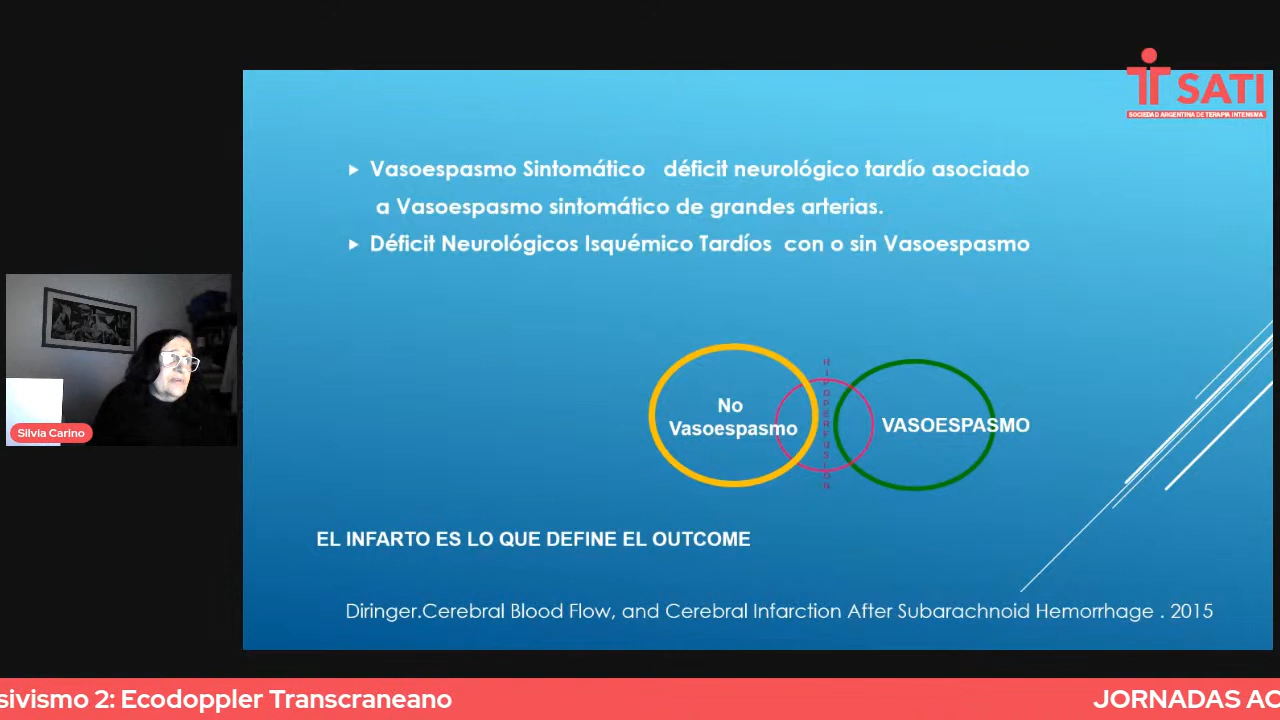 SATI
SOCIEDAD ARGENTINA DE TERAPIA INTENSIVA
Vasoespasmo Sintomático déficit neurológico tardío asociado
a Vasoespasmo sintomático de grandes arterias.
Déficit Neurológicos Isquémico Tardíos con o sin Vasoespasmo
No
Vasoespasmo
HIPOPERFUSION
VASOESPASMO
EL INFARTO ES LO QUE DEFINE EL OUTCOME
Diringer.Cerebral Blood Flow, and Cerebral Infarction After Subarachnoid Hemorrhage . 2015
Silvia Carino
sivismo 2: Ecodoppler Transcraneano
JORNADAS AC